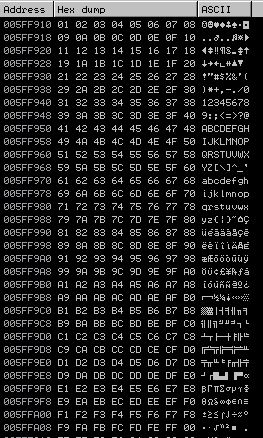 Address Hex dump ASCII
005FF910 01 02 03 04 05 06 07 08 ☺☻♥♦♣♠•◘
005FF918 09 0A 0B 0C 0D 0E 0F 10 .....♫☼►
005FF920 11 12 13 14 15 16 17 18 ◄↕‼¶§▬↨↑
005FF928 19 1A 1B 1C 1D 1E 1F 20 ↓→←∟↔▲▼
005FF930 21 22 23 24 25 26 27 28 !"#$%&'(
005FF938 29 2A 2B 2C 2D 2E 2F 30 )*+,-./0
005FF940 31 32 33 34 35 36 37 38 12345678
005FF948 39 3A 3B 3C 3D 3E 3F 40 9:;<=>?@
005FF950 41 42 43 44 45 46 47 48 ABCDEFGH
005FF958 49 4A 4B 4C 4D 4E 4F 50 IJKLMNOP
005FF960 51 52 53 54 55 56 57 58 QRSTUVWX
005FF968 59 5A 5B 5C 5D 5E 5F 60 YZ[\]^_`
005FF970 61 62 63 64 65 66 67 68 abcdefgh
005FF978 69 6A 6B 6C 6D 6E 6F 70 ijklmnop
005FF980 71 72 73 74 75 76 77 78 qrstuvwx
005FF988 79 7A 7B 7C 7D 7E 7F 80 yz{|}~⌂Ç
005FF990 81 82 83 84 85 86 87 88 üéâäàåçê
005FF998 89 8A 8B 8C 8D 8E 8F 90 ëèïîìÄÅÉ
005FF9A0 91 92 93 94 95 96 97 98 æÆôöòûùÿ
005FF9A8 99 9A 9B 9C 9D 9E 9F A0 ÖÜ¢£¥₧ƒá
005FF9B0 A1 A2 A3 A4 A5 A6 A7 A8 íóúñÑªº¿
005FF9B8 A9 AA AB AC AD AE AF B0 ⌐¬½¼¡«»░
005FF9C0 B1 B2 B3 B4 B5 B6 B7 B8 ▒▓│┤╡╢╖╕
005FF9C8 B9 BA BB BC BD BE BF C0 ╣║╗╝╜╛┐└
005FF9D0 C1 C2 C3 C4 C5 C6 C7 C8 ┴┬├─┼╞╟╚
005FF9D8 C9 CA CB CC CD CE CF D0 ╔╩╦╠═╬╧╨
005FF9E0 D1 D2 D3 D4 D5 D6 D7 D8 ╤╥╙╘╒╓╫╪
005FF9E8 D9 DA DB DC DD DE DF E0 ┘┌█▄▌▐▀α
005FF9F0 E1 E2 E3 E4 E5 E6 E7 E8 ßΓπΣσµτΦ
005FF9F8 E9 EA EB EC ED EE EF F0 ΘΩδ∞φε∩≡
005FFA00 F1 F2 F3 F4 F5 F6 F7 F8 ±≥≤⌠⌡÷≈°